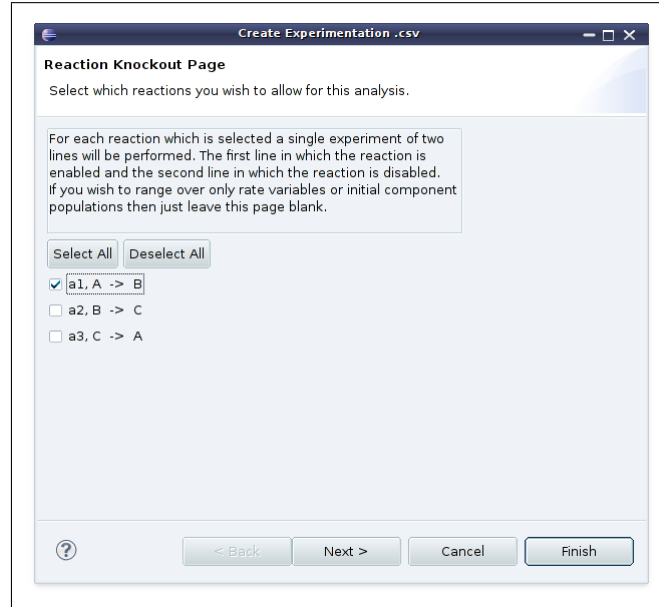 Create Experimentation .csv
Reaction Knockout Page
Select which reactions you wish to allow for this analysis.
For each reaction which is selected a single experiment of two
lines will be performed. The first line in which the reaction is
enabled and the second line in which the reaction is disabled.
If you wish to range over only rate variables or initial component
populations then just leave this page blank.
Select All Deselect All
a1, A -> B
a2, B -> C
a3, C -> A
? < Back Next > Cancel Finish